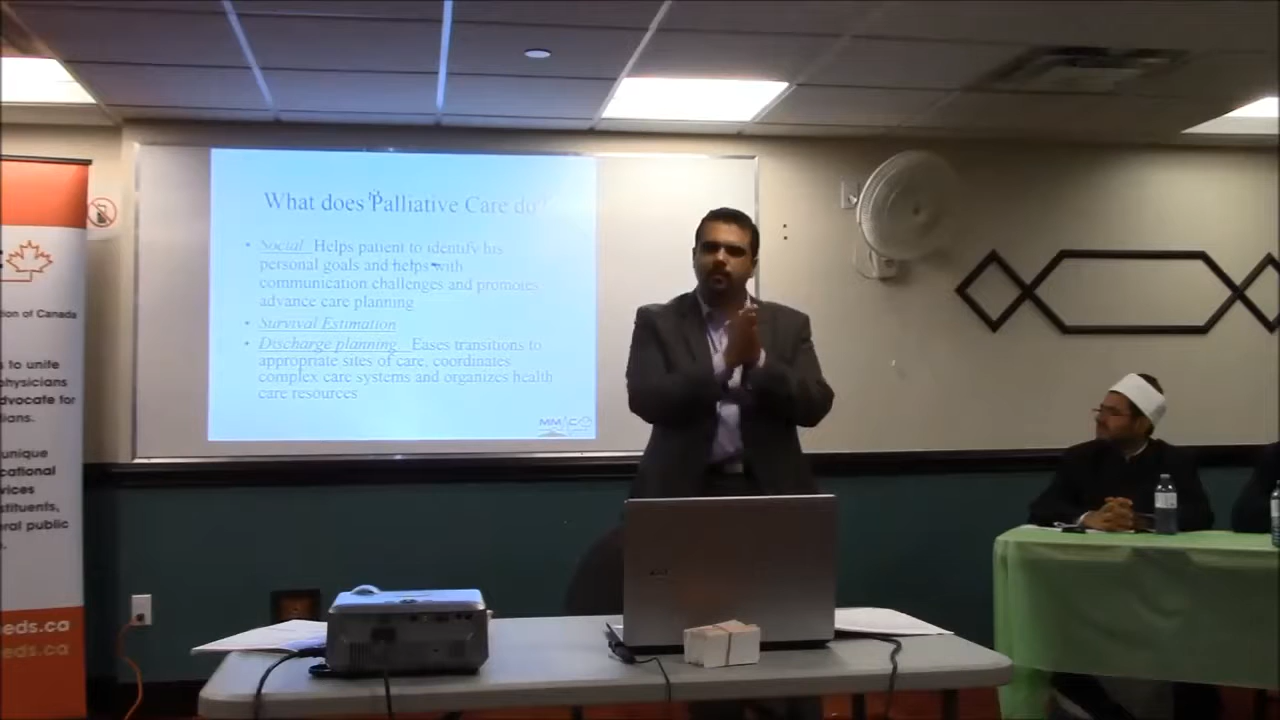 tion of Canada
s to unite
physicians
dvocate for
ians.
unique
cational
vices
stituents,
ral public
eds.ca
eds.ca
What does Palliative Care do?
• Social Helps patient to identify his
personal goals and helps with
communication challenges and promotes
advance care planning
• Survival Estimation
• Discharge planning Eases transitions to
appropriate sites of care, coordinates
complex care systems and organizes health
care resources
MM C